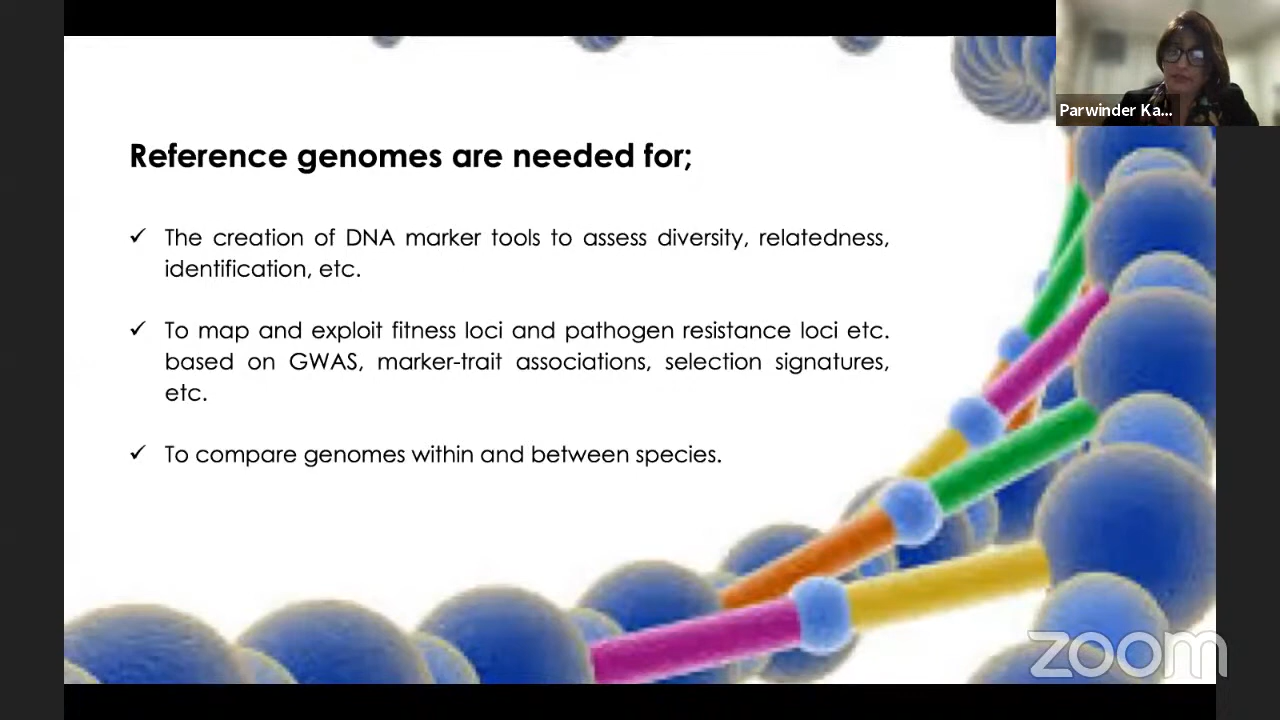 Parwinder Ka...
Reference genomes are needed for;
✓ The creation of DNA marker tools to assess diversity, relatedness,
identification, etc.
✓ To map and exploit fitness loci and pathogen resistance loci etc.
based on GWAS, marker-trait associations, selection signatures,
etc.
✓ To compare genomes within and between species.
zoom